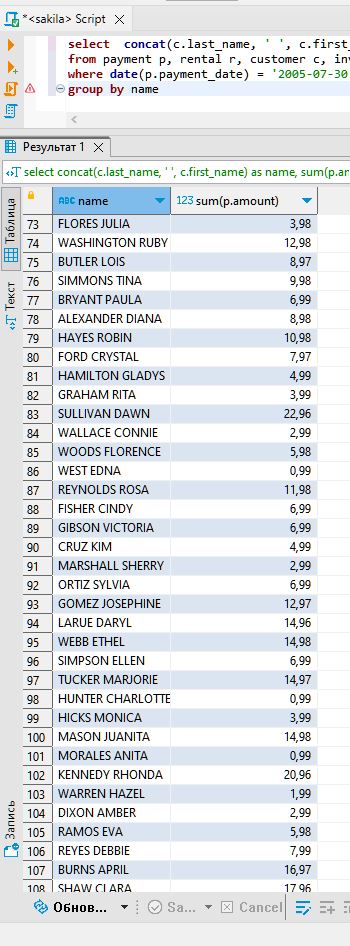 *<sakila> Script
select concat(c.last_name, ' ', c.first_
from payment p, rental r, customer c, inv
where date(p.payment_date) = '2005-07-30
group by name
Результат 1
select concat(c.last_name, ' ', c.first_name) as name, sum(p.am
Таблица
Текст
Запись
ABC name 123 sum(p.amount)
73 FLORES JULIA 3,98
74 WASHINGTON RUBY 12,98
75 BUTLER LOIS 8,97
76 SIMMONS TINA 9,98
77 BRYANT PAULA 6,99
78 ALEXANDER DIANA 8,98
79 HAYES ROBIN 10,98
80 FORD CRYSTAL 7,97
81 HAMILTON GLADYS 4,99
82 GRAHAM RITA 3,99
83 SULLIVAN DAWN 22,96
84 WALLACE CONNIE 2,99
85 WOODS FLORENCE 5,98
86 WEST EDNA 0,99
87 REYNOLDS ROSA 11,98
88 FISHER CINDY 6,99
89 GIBSON VICTORIA 6,99
90 CRUZ KIM 4,99
91 MARSHALL SHERRY 2,99
92 ORTIZ SYLVIA 6,99
93 GOMEZ JOSEPHINE 12,97
94 LARUE DARYL 14,96
95 WEBB ETHEL 14,98
96 SIMPSON ELLEN 6,99
97 TUCKER MARJORIE 14,97
98 HUNTER CHARLOTTE 0,99
99 HICKS MONICA 3,99
100 MASON JUANITA 14,98
101 MORALES ANITA 0,99
102 KENNEDY RHONDA 20,96
103 WARREN HAZEL 1,99
104 DIXON AMBER 2,99
105 RAMOS EVA 5,98
106 REYES DEBBIE 7,99
107 BURNS APRIL 16,97
108 SHAW CLARA 17,96
Обнов... Sa... Cancel